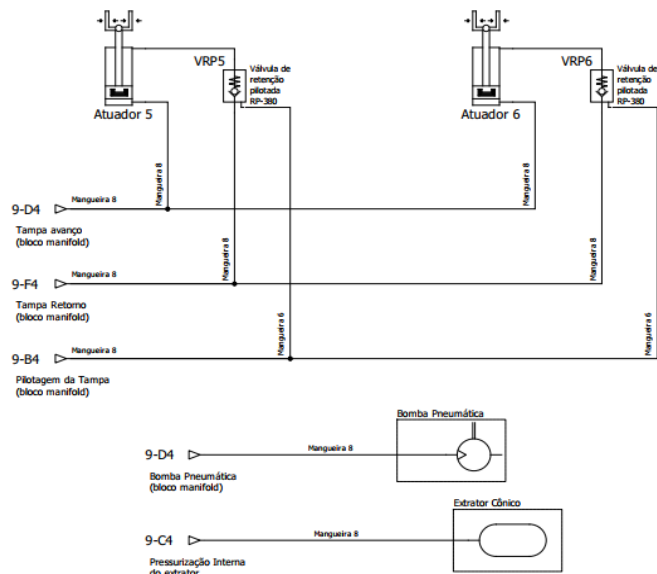 VRP5
Válvula de
retenção
pilotada
RP-380
Atuador 5
VRP6
Válvula de
retenção
pilotada
RP-380
Atuador 6
Mangueira 8
Mangueira 8
9-D4
Mangueira 8
Tampa avanço
(bloco manifold)
Mangueira 8
Mangueira 8
9-F4
Mangueira 8
Tampa Retorno
(bloco manifold)
Mangueira 6
Mangueira 6
9-B4
Mangueira 8
Pilotagem da Tampa
(bloco manifold)
Bomba Pneumática
9-D4
Mangueira 8
Bomba Pneumática
(bloco manifold)
Extrator Cônico
9-C4
Mangueira 8
Pressurização Interna
do extrator